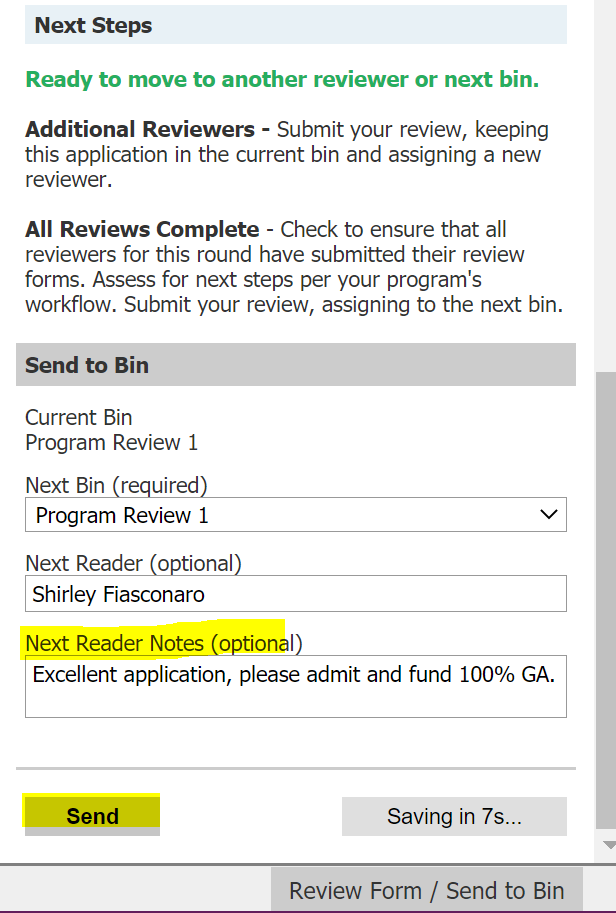 Next Steps
Ready to move to another reviewer or next bin.
Additional Reviewers - Submit your review, keeping
this application in the current bin and assigning a new
reviewer.
All Reviews Complete - Check to ensure that all
reviewers for this round have submitted their review
forms. Assess for next steps per your program's
workflow. Submit your review, assigning to the next bin.
Send to Bin
Current Bin
Program Review 1
Next Bin (required)
Program Review 1
Next Reader (optional)
Shirley Fiasconaro
Next Reader Notes (optional)
Excellent application, please admit and fund 100% GA.
Send
Saving in 7s...
Review Form / Send to Bin